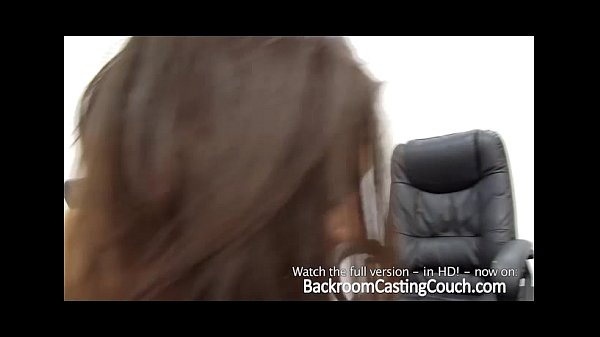 Watch the full version – in HD! – now on:
BackroomCastingCouch.com